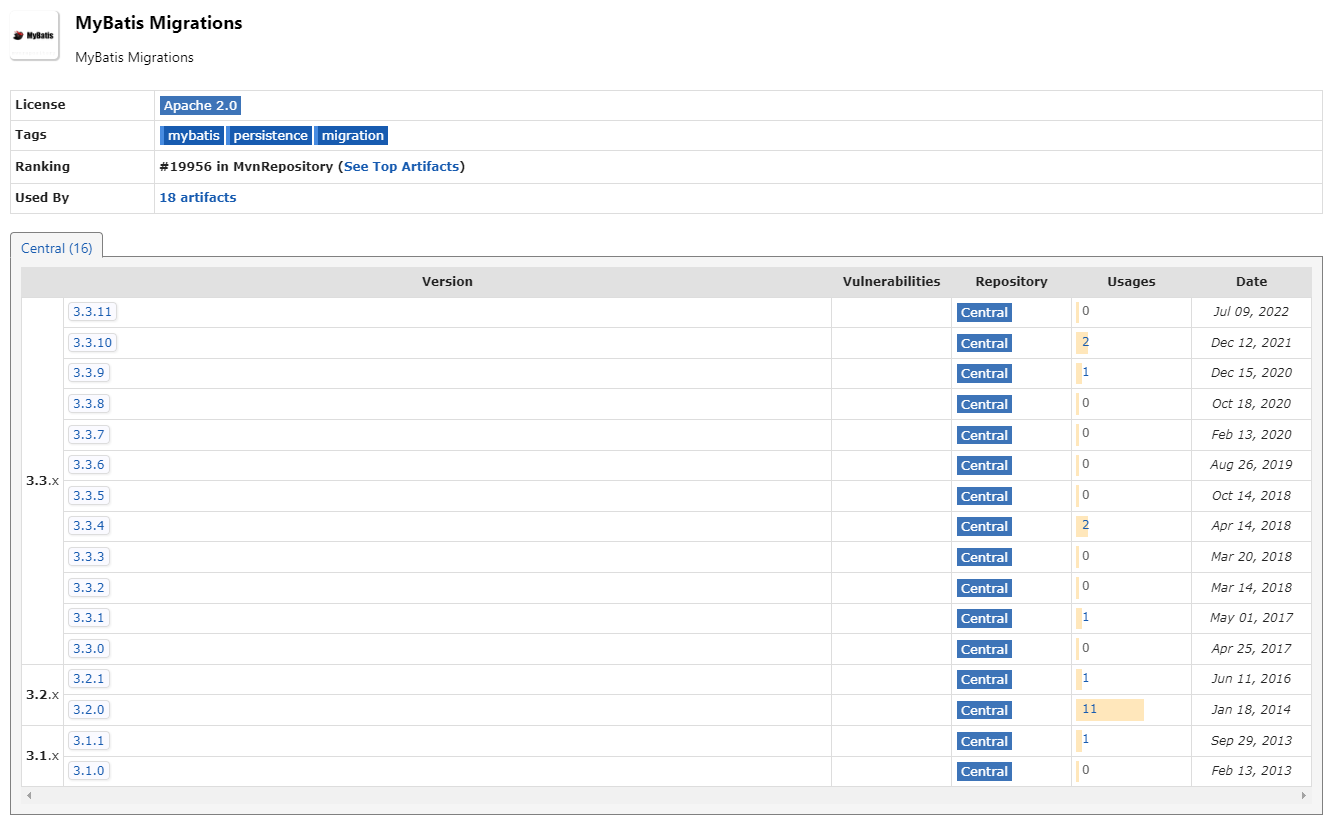 MyBatis
MyBatis Migrations
MyBatis Migrations
License Apache 2.0
Tags mybatis persistence migration
Ranking #19956 in MvnRepository (See Top Artifacts)
Used By 18 artifacts
Central (16)
Version Vulnerabilities Repository Usages Date
3.3.11 Central 0 Jul 09, 2022
3.3.10 Central 2 Dec 12, 2021
3.3.9 Central 1 Dec 15, 2020
3.3.8 Central 0 Oct 18, 2020
3.3.7 Central 0 Feb 13, 2020
3.3.6 Central 0 Aug 26, 2019
3.3.x
3.3.5 Central 0 Oct 14, 2018
3.3.4 Central 2 Apr 14, 2018
3.3.3 Central 0 Mar 20, 2018
3.3.2 Central 0 Mar 14, 2018
3.3.1 Central 1 May 01, 2017
3.3.0 Central 0 Apr 25, 2017
3.2.1 Central 1 Jun 11, 2016
3.2.x
3.2.0 Central 11 Jan 18, 2014
3.1.1 Central 1 Sep 29, 2013
3.1.x
3.1.0 Central 0 Feb 13, 2013